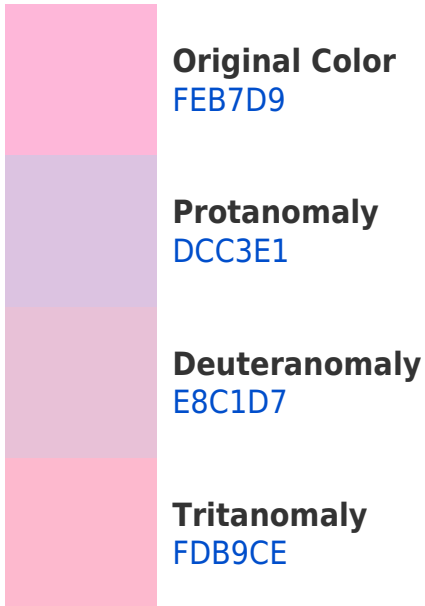 Original Color
FEB7D9
Protanomaly
DCC3E1
Deuteranomaly
E8C1D7
Tritanomaly
FDB9CE